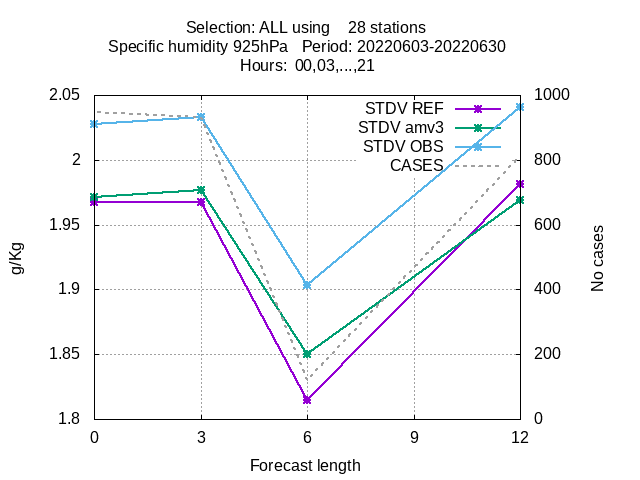 Selection: ALL using    28 stations
Specific humidity 925hPa   Period: 20220603-20220630
Hours: 00,03,...,21
STDV REF
STDV amv3
STDV OBS
CASES
2.05
2
1.95
1.9
1.85
1.8
1000
800
600
400
200
0
g/Kg
No cases
0 3 6 9 12
Forecast length